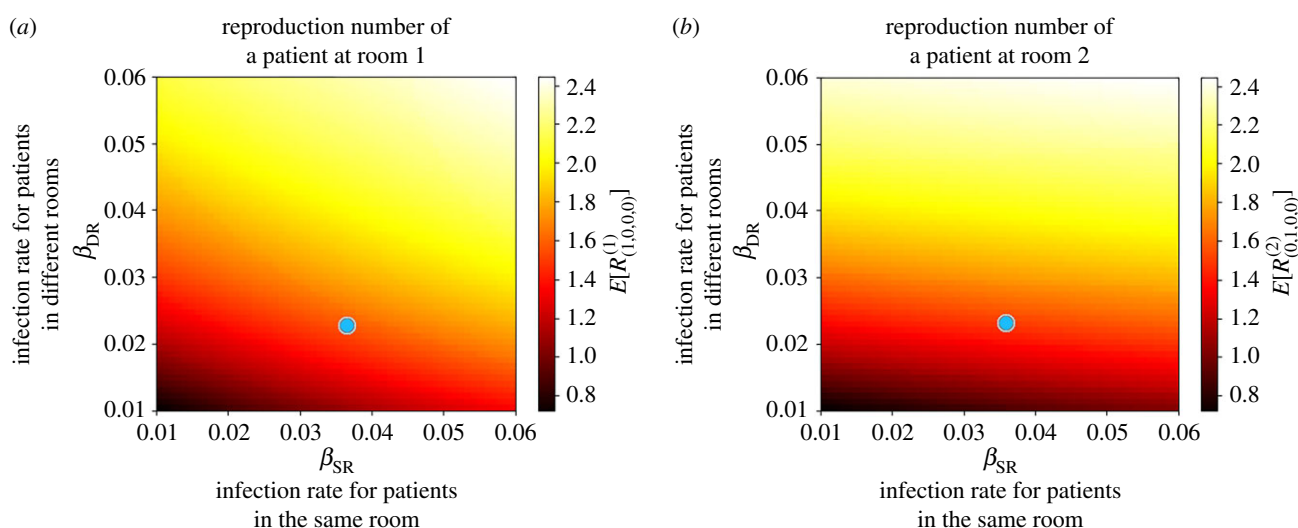 (a)
reproduction number of
a patient at room 1
0.06
0.05
0.04
0.03
0.02
0.01
infection rate for patients
in different rooms
β_DR
0.01 0.02 0.03 0.04 0.05 0.06
β_SR
infection rate for patients
in the same room
2.4
2.2
2.0
1.8
1.6
1.4
1.2
1.0
0.8
E[R^(1)_(1,0,0,0)]
(b)
reproduction number of
a patient at room 2
0.06
0.05
0.04
0.03
0.02
0.01
infection rate for patients
in different rooms
β_DR
0.01 0.02 0.03 0.04 0.05 0.06
β_SR
infection rate for patients
in the same room
2.4
2.2
2.0
1.8
1.6
1.4
1.2
1.0
0.8
E[R^(2)_(0.1,0,0)]